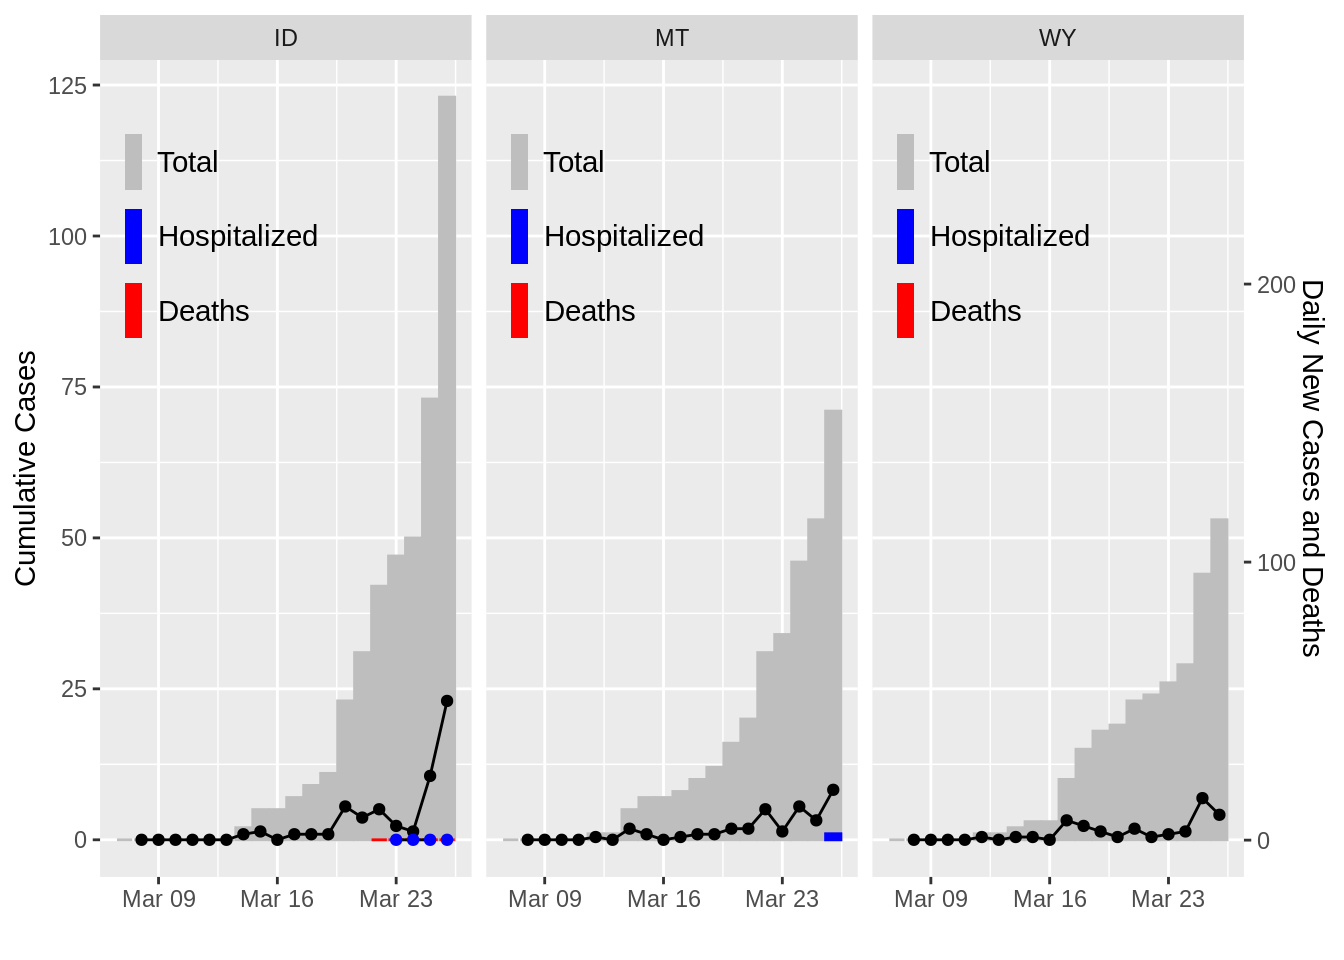 ID MT WY
125
100
75
50
25
0
Cumulative Cases
Total Total Total
Hospitalized Hospitalized Hospitalized
Deaths Deaths Deaths
200
100
0
Daily New Cases and Deaths
Mar 09 Mar 16 Mar 23 Mar 09 Mar 16 Mar 23 Mar 09 Mar 16 Mar 23